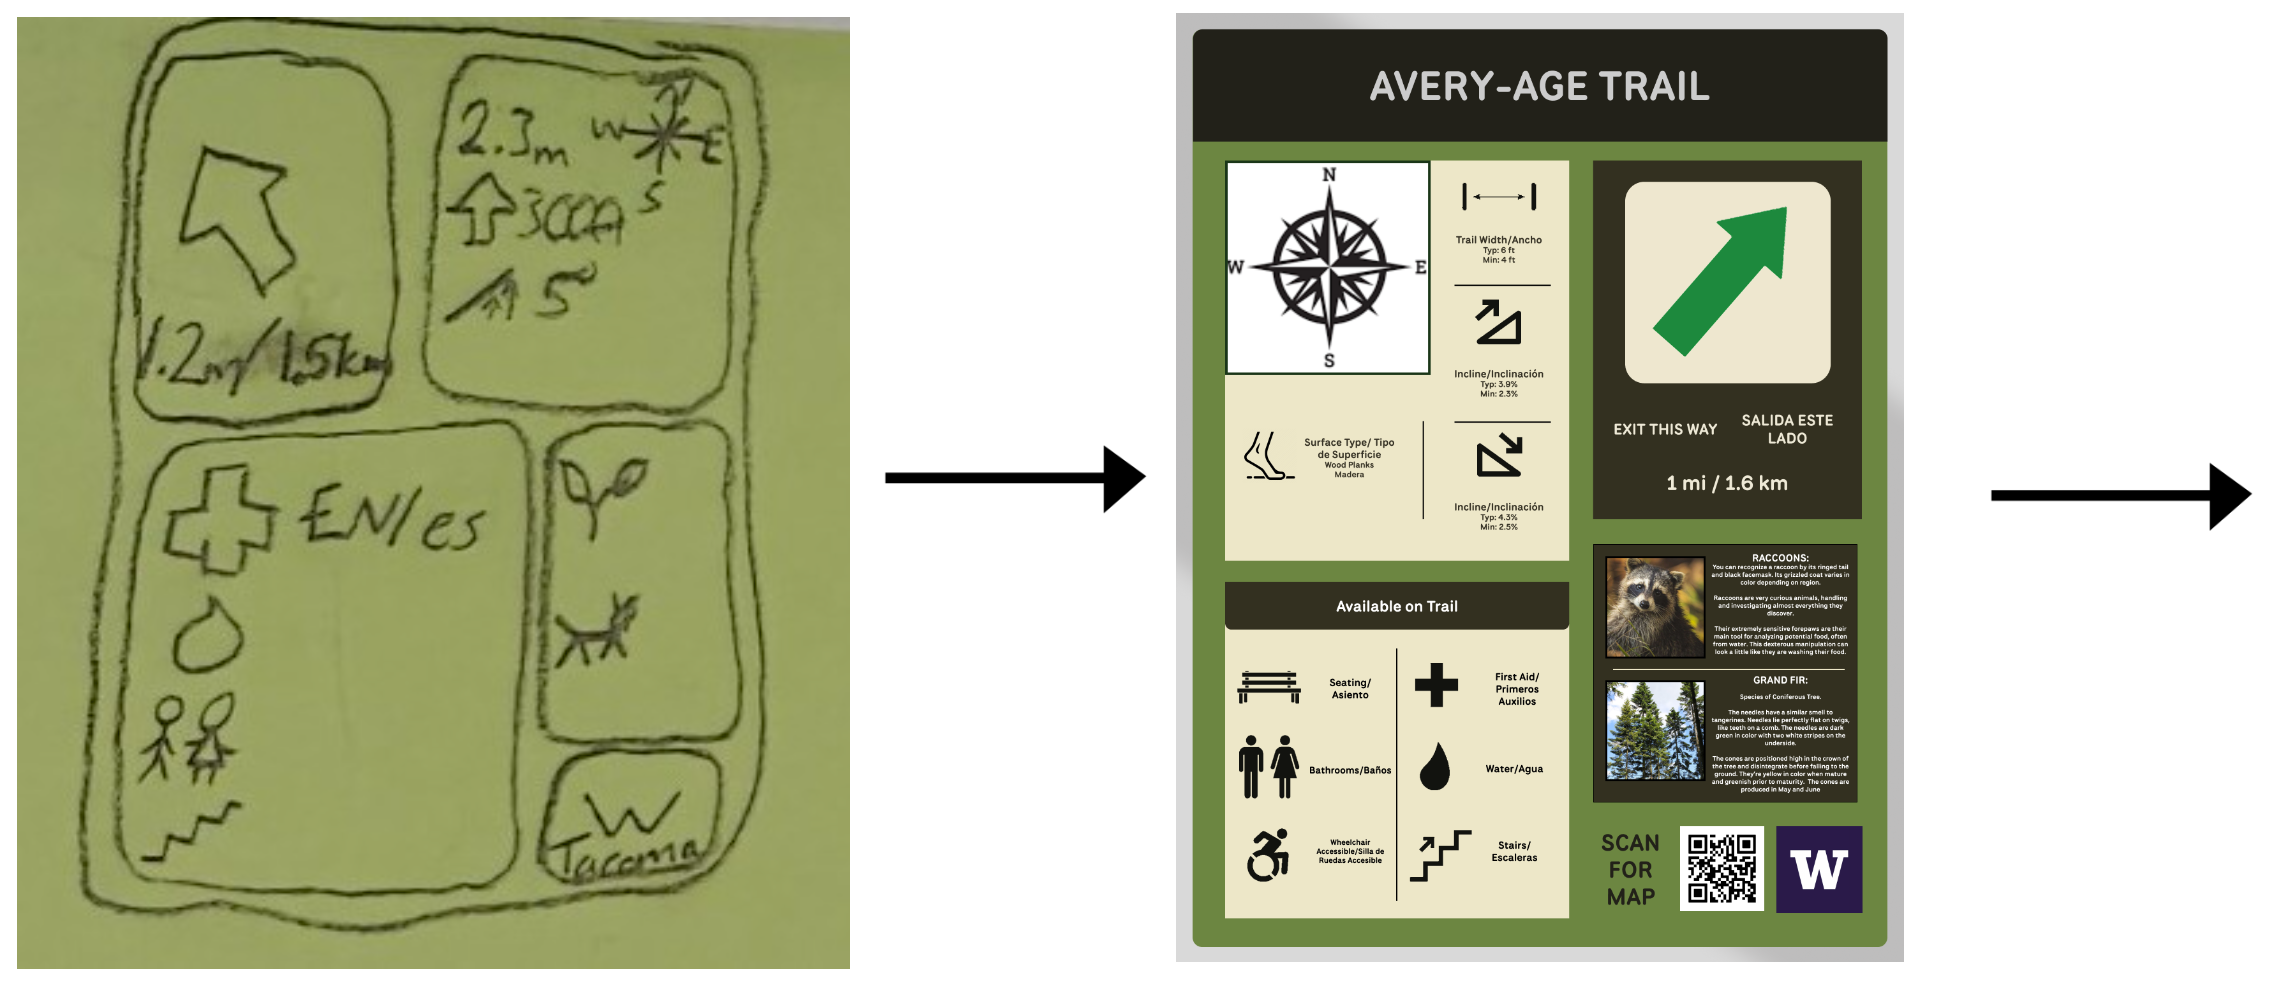 1.2m/1.5km
2.3m
W E
S
5
EN/es
W
Tacoma
AVERY-AGE TRAIL
N
W E
S
Trail Width/Ancho
Typ: 6 ft
Min: 4 ft
Incline/Inclinación
Typ: 3.9%
Min: 2.3%
Surface Type/ Tipo
de Superficie
Wood Planks
Madera
Incline/Inclinación
Typ: 4.3%
Min: 2.5%
EXIT THIS WAY
SALIDA ESTE
LADO
1 mi / 1.6 km
Available on Trail
Seating/
Asiento
First Aid/
Primeros
Auxilios
Bathrooms/Baños
Water/Agua
Wheelchair
Accessible/Silla de
Ruedas Accesible
Stairs/
Escaleras
RACCOONS:
You can recognize a raccoon by its ringed tail
and black facemask. Its grizzled coat varies in
color depending on region.
Raccoons are very curious animals, handling
and investigating almost everything they
discover.
Their extremely sensitive forepaws are their
main tool for analyzing potential food, often
from water. This dexterous manipulation can
look a little like they are washing their food.
GRAND FIR:
Species of Coniferous Tree.
The needles have a similar smell to
tangerines. Needles lie perfectly flat on twigs,
like teeth on a comb. The needles are dark
green in color with two white stripes on the
underside.
The cones are positioned high in the crown of
the tree and disintegrate before falling to the
ground. They're yellow in color when mature
and greenish prior to maturity. The cones are
produced in May and June
SCAN
FOR
MAP
W